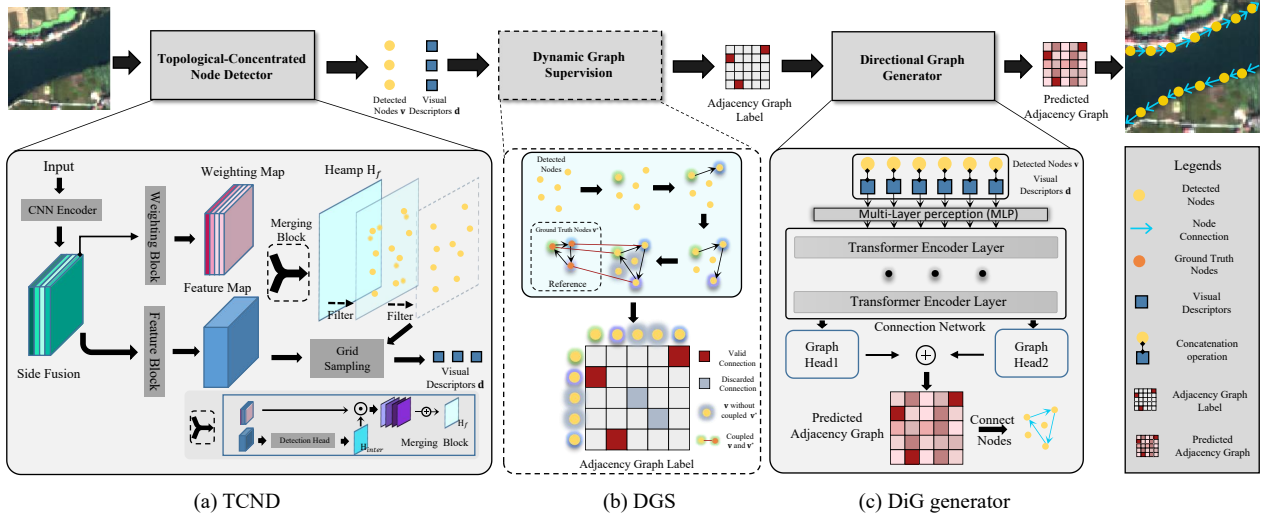 Topological-Concentrated
Node Detector
Detected
Nodes v
Visual
Descriptors d
Dynamic Graph
Supervision
Adjacency Graph
Label
Directional Graph
Generator
Predicted
Adjacency Graph
Input
CNN Encoder
Side Fusion
Weighting Block
Feature Block
Weighting Map
Feature Map
Merging
Block
Heamp H_f
Filter
Filter
Grid
Sampling
Visual
Descriptors d
Detection Head
H_inter
Merging Block
H_f
(a) TCND
Detected
Nodes
Ground Truth Nodes v*
Reference
Valid
Connection
Discarded
Connection
v without
coupled v*
Coupled
v and v*
Adjacency Graph Label
(b) DGS
Detected Nodes v
Visual
Descriptors d
Multi-Layer perception (MLP)
Transformer Encoder Layer
Transformer Encoder Layer
Connection Network
Graph
Head1
Graph
Head2
Predicted
Adjacency Graph
Connect
Nodes
(c) DiG generator
Legends
Detected
Nodes
Node
Connection
Ground Truth
Nodes
Visual
Descriptors
Concatenation
operation
Adjacency Graph
Label
Predicted
Adjacency Graph